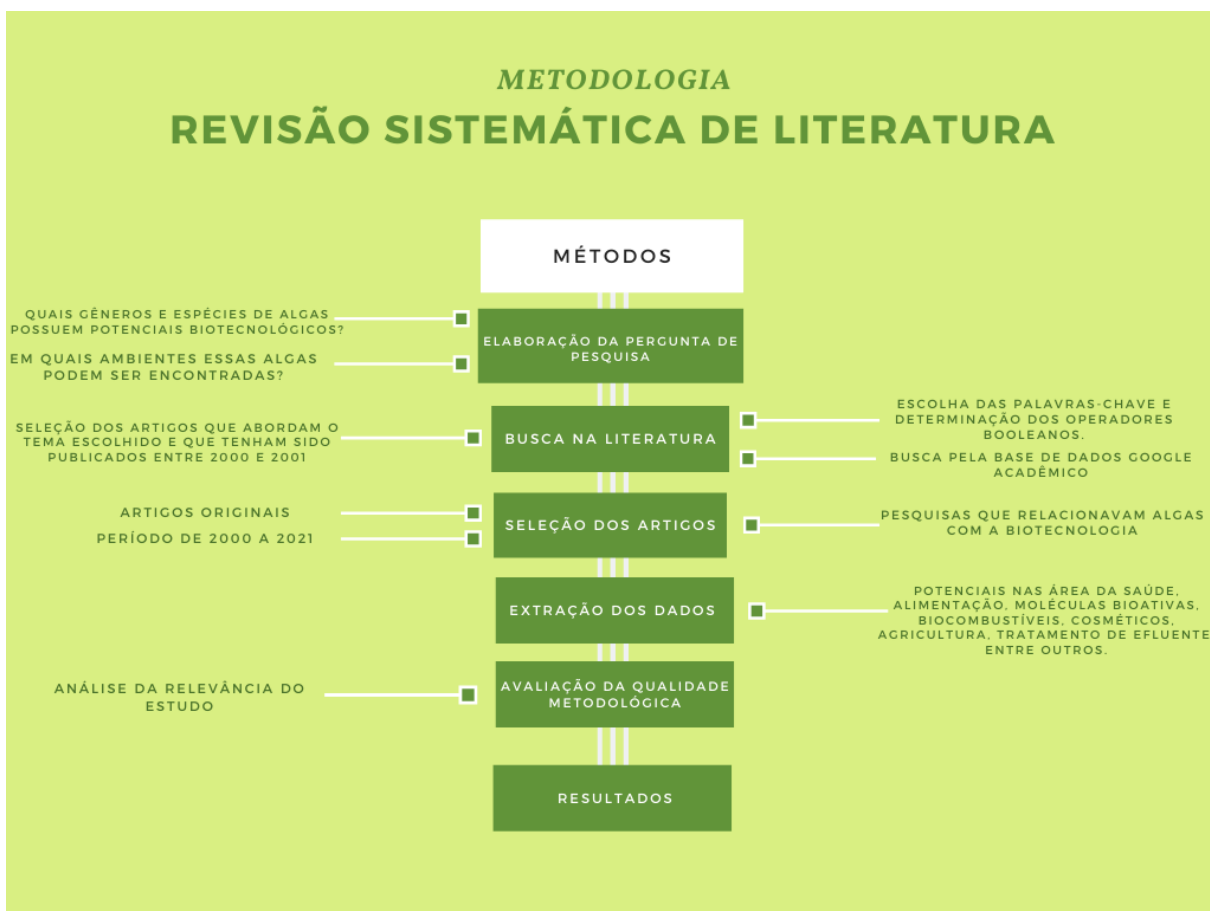 METODOLOGIA
REVISÃO SISTEMÁTICA DE LITERATURA
MÉTODOS
QUAIS GÊNEROS E ESPÉCIES DE ALGAS
POSSUEM POTENCIAIS BIOTECNOLÓGICOS?
EM QUAIS AMBIENTES ESSAS ALGAS
PODEM SER ENCONTRADAS?
ELABORAÇÃO DA PERGUNTA DE
PESQUISA
SELEÇÃO DOS ARTIGOS QUE ABORDAM O
TEMA ESCOLHIDO E QUE TENHAM SIDO
PUBLICADOS ENTRE 2000 E 2001
BUSCA NA LITERATURA
ESCOLHA DAS PALAVRAS-CHAVE E
DETERMINAÇÃO DOS OPERADORES
BOOLEANOS.
BUSCA PELA BASE DE DADOS GOOGLE
ACADÊMICO
ARTIGOS ORIGINAIS
PERÍODO DE 2000 A 2021
SELEÇÃO DOS ARTIGOS
PESQUISAS QUE RELACIONAVAM ALGAS
COM A BIOTECNOLOGIA
EXTRAÇÃO DOS DADOS
POTENCIAIS NAS ÁREA DA SAÚDE,
ALIMENTAÇÃO, MOLÉCULAS BIOATIVAS,
BIOCOMBUSTÍVEIS, COSMÉTICOS,
AGRICULTURA, TRATAMENTO DE EFLUENTE
ENTRE OUTROS.
ANÁLISE DA RELEVÂNCIA DO
ESTUDO
AVALIAÇÃO DA QUALIDADE
METODOLÓGICA
RESULTADOS